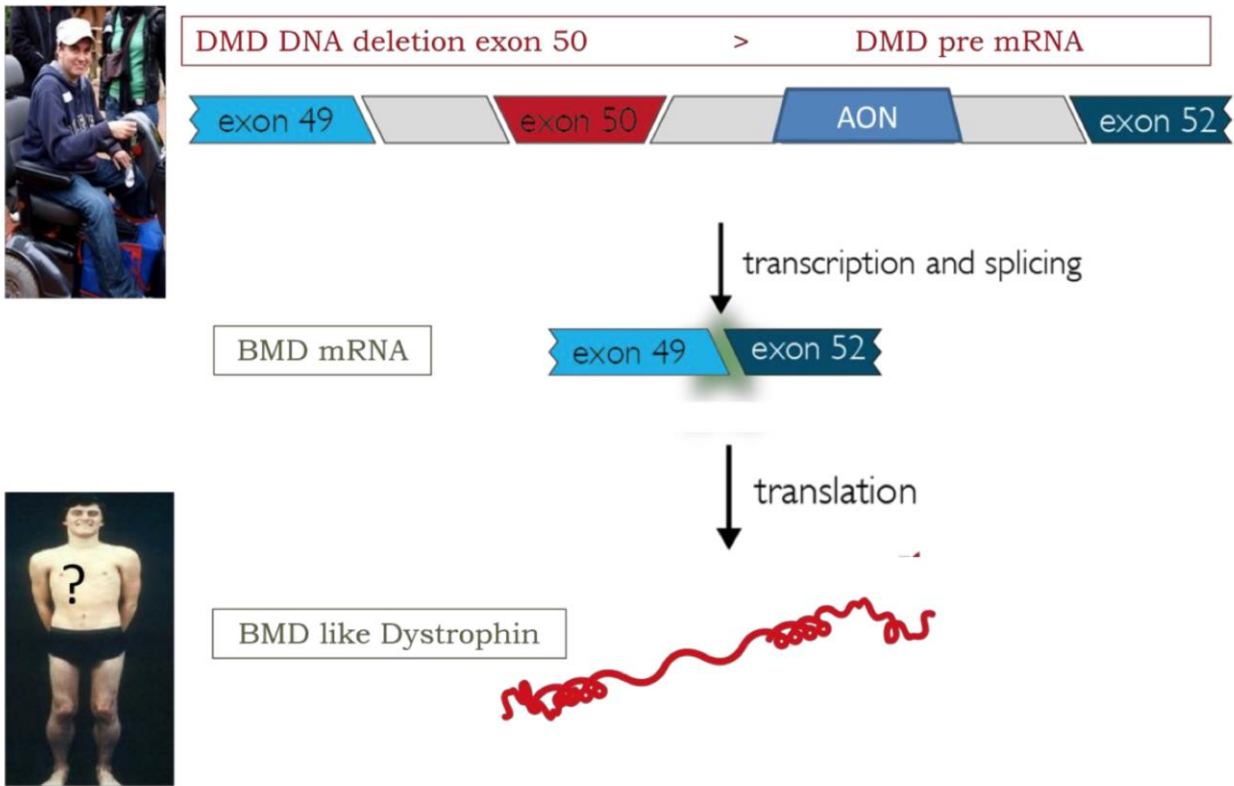 DMD DNA deletion exon 50 > DMD pre mRNA
exon 49 exon 50 AON exon 52
transcription and splicing
BMD mRNA
exon 49 exon 52
translation
?
BMD like Dystrophin